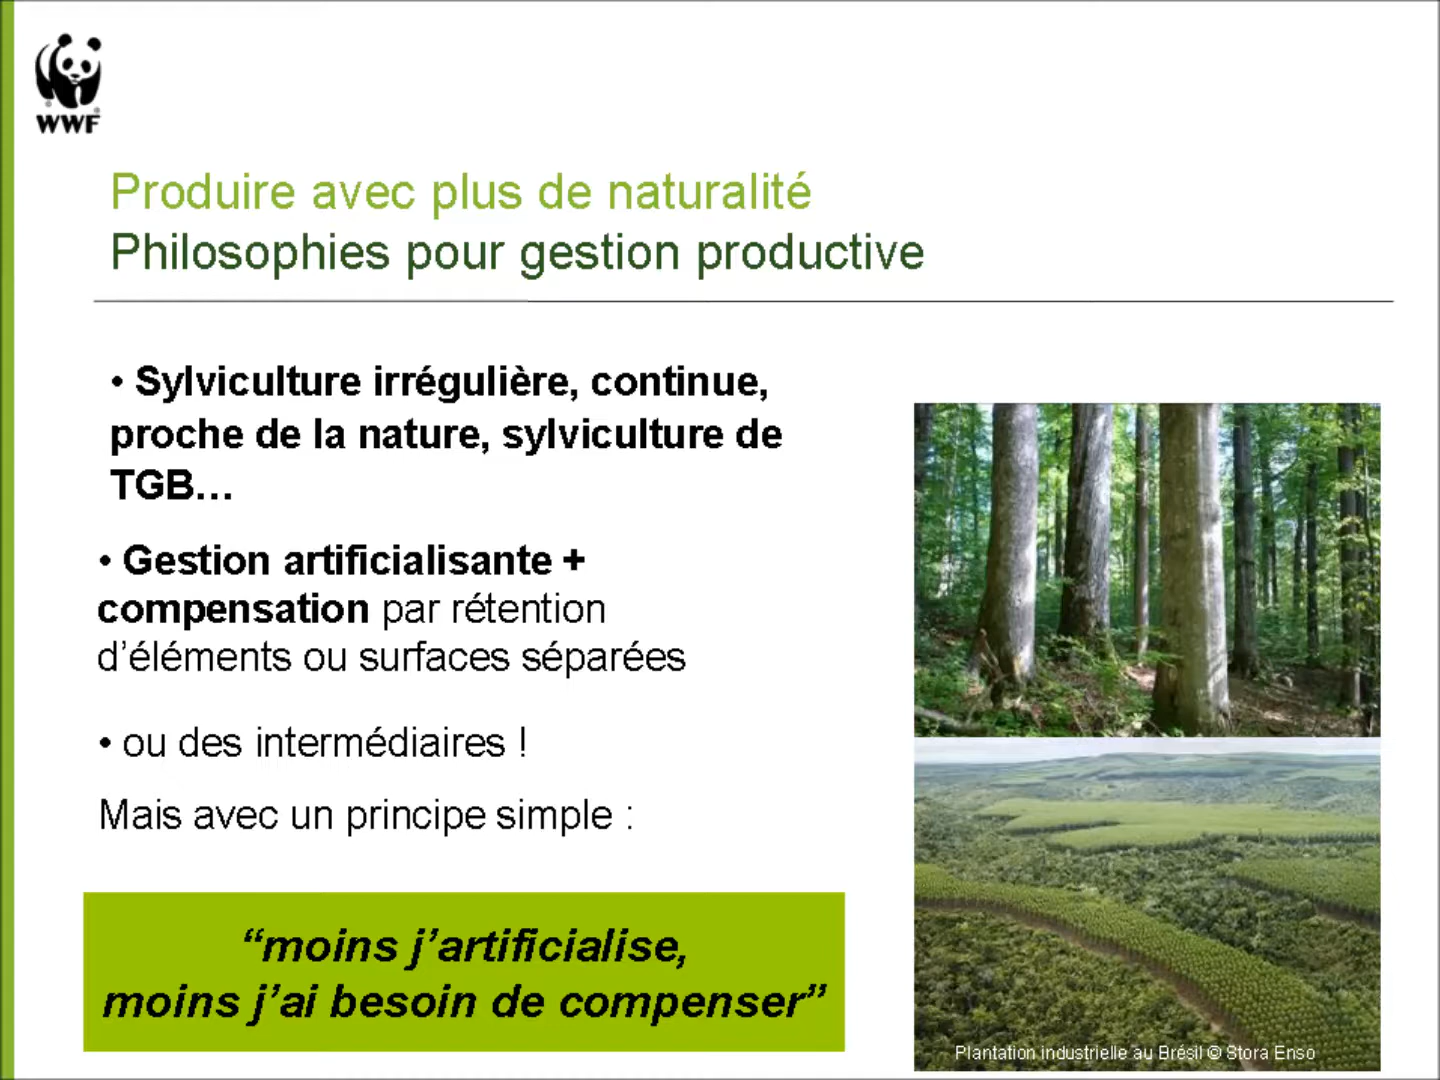 WWF
Produire avec plus de naturalité
Philosophies pour gestion productive
• Sylviculture irrégulière, continue,
proche de la nature, sylviculture de
TGB...
• Gestion artificialisante +
compensation par rétention
d’éléments ou surfaces séparées
• ou des intermédiaires !
Mais avec un principe simple :
“moins j’artificialise,
moins j’ai besoin de compenser”
Plantation industrielle au Brésil © Stora Enso